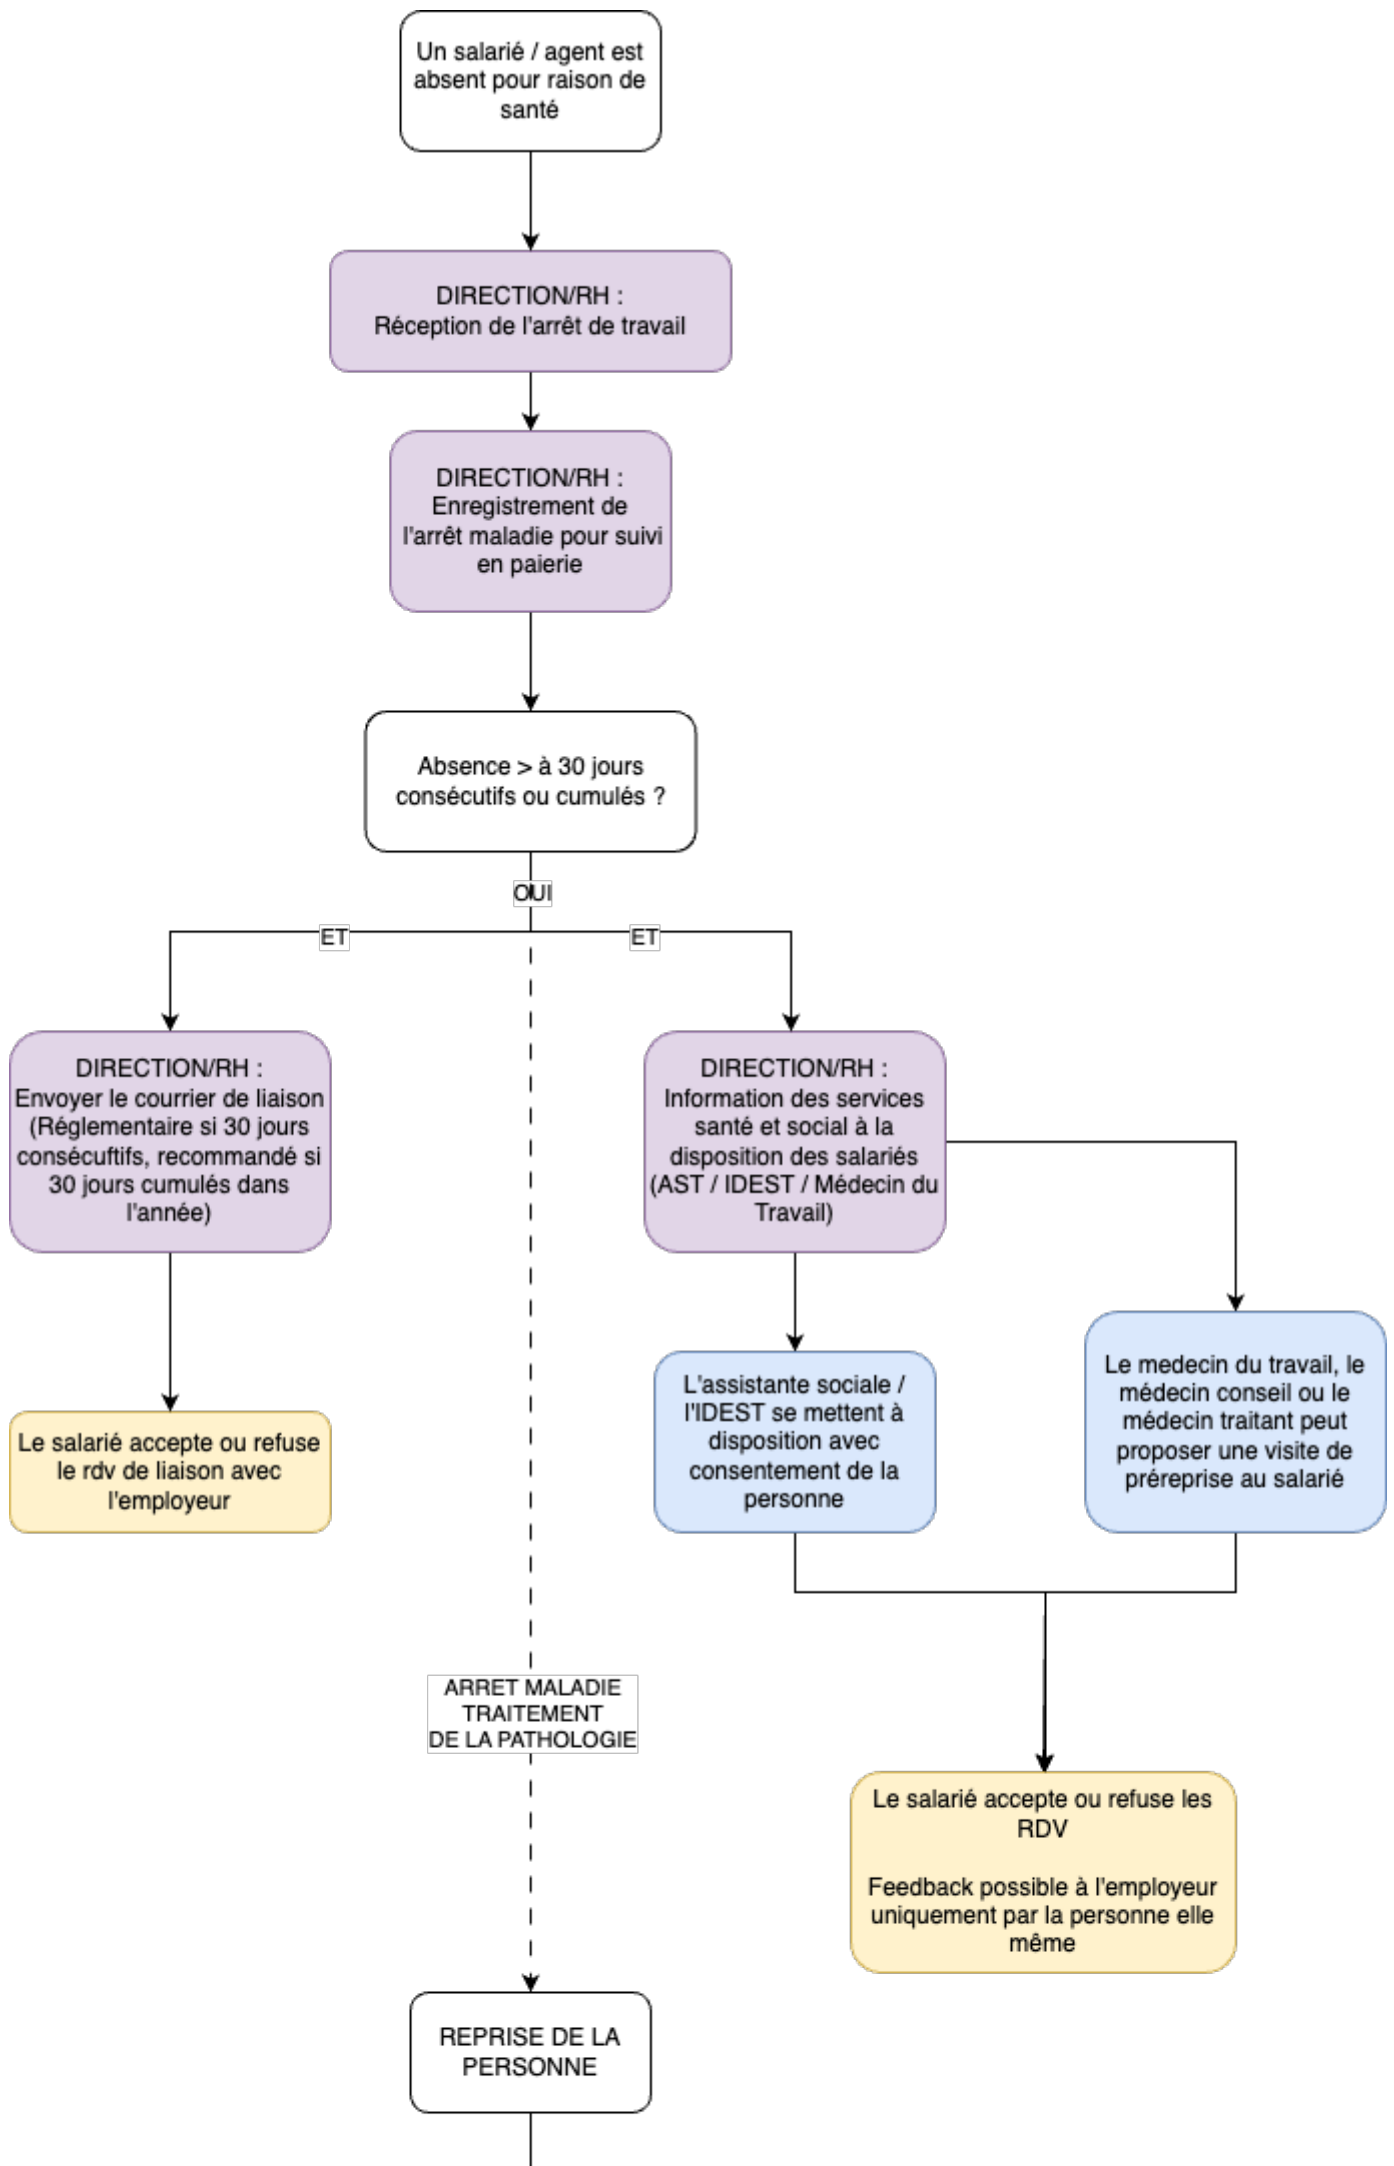 Un salarié / agent est
absent pour raison de
santé
DIRECTION/RH :
Réception de l'arrêt de travail
DIRECTION/RH :
Enregistrement de
l'arrêt maladie pour suivi
en paierie
Absence > à 30 jours
consécutifs ou cumulés ?
OUI
ET
ET
DIRECTION/RH :
Envoyer le courrier de liaison
(Réglementaire si 30 jours
consécuftifs, recommandé si
30 jours cumulés dans
l'année)
DIRECTION/RH :
Information des services
santé et social à la
disposition des salariés
(AST / IDEST / Médecin du
Travail)
Le salarié accepte ou refuse
le rdv de liaison avec
l'employeur
L'assistante sociale /
l'IDEST se mettent à
disposition avec
consentement de la
personne
Le medecin du travail, le
médecin conseil ou le
médecin traitant peut
proposer une visite de
préreprise au salarié
ARRET MALADIE
TRAITEMENT
DE LA PATHOLOGIE
Le salarié accepte ou refuse les
RDV
Feedback possible à l'employeur
uniquement par la personne elle
même
REPRISE DE LA
PERSONNE